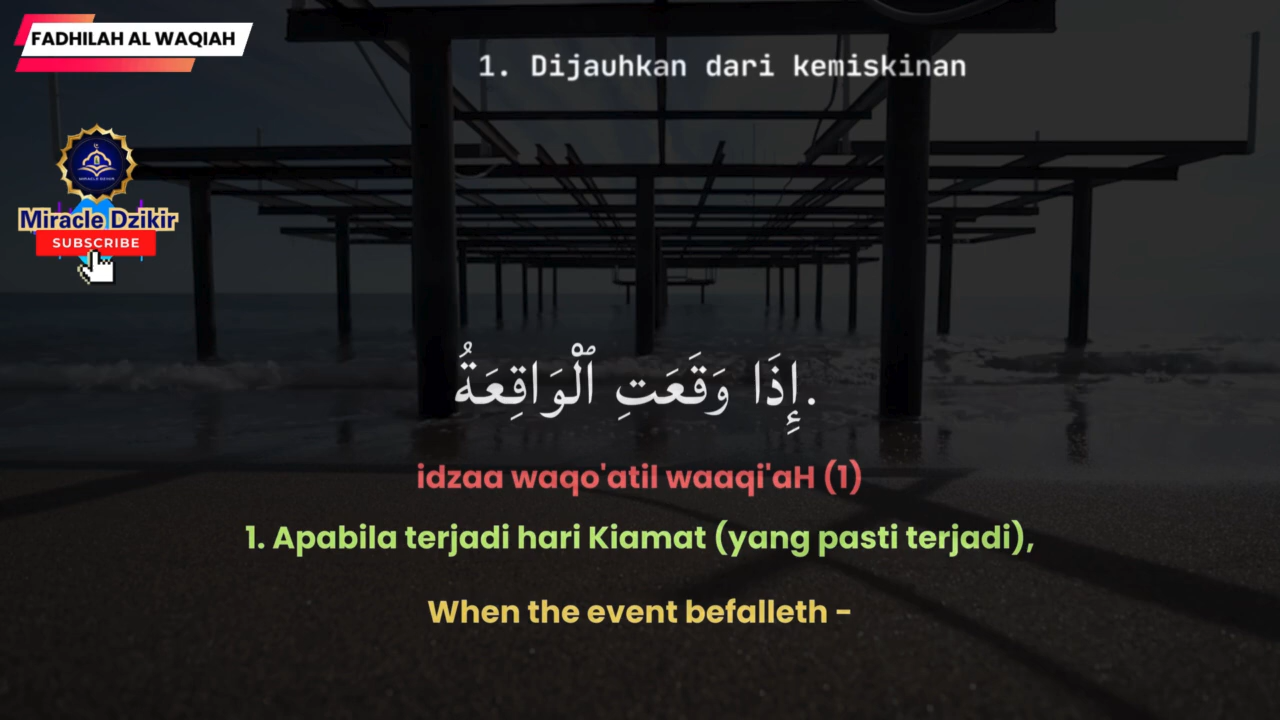 FADHILAH AL WAQIAH
1. Dijauhkan dari kemiskinan
Miracle Dzikir
SUBSCRIBE
إِذَا وَقَعَتِ ٱلْوَاقِعَةُ.
idzaa waqo'atil waaqi'aH (1)
1. Apabila terjadi hari Kiamat (yang pasti terjadi),
When the event befalleth -